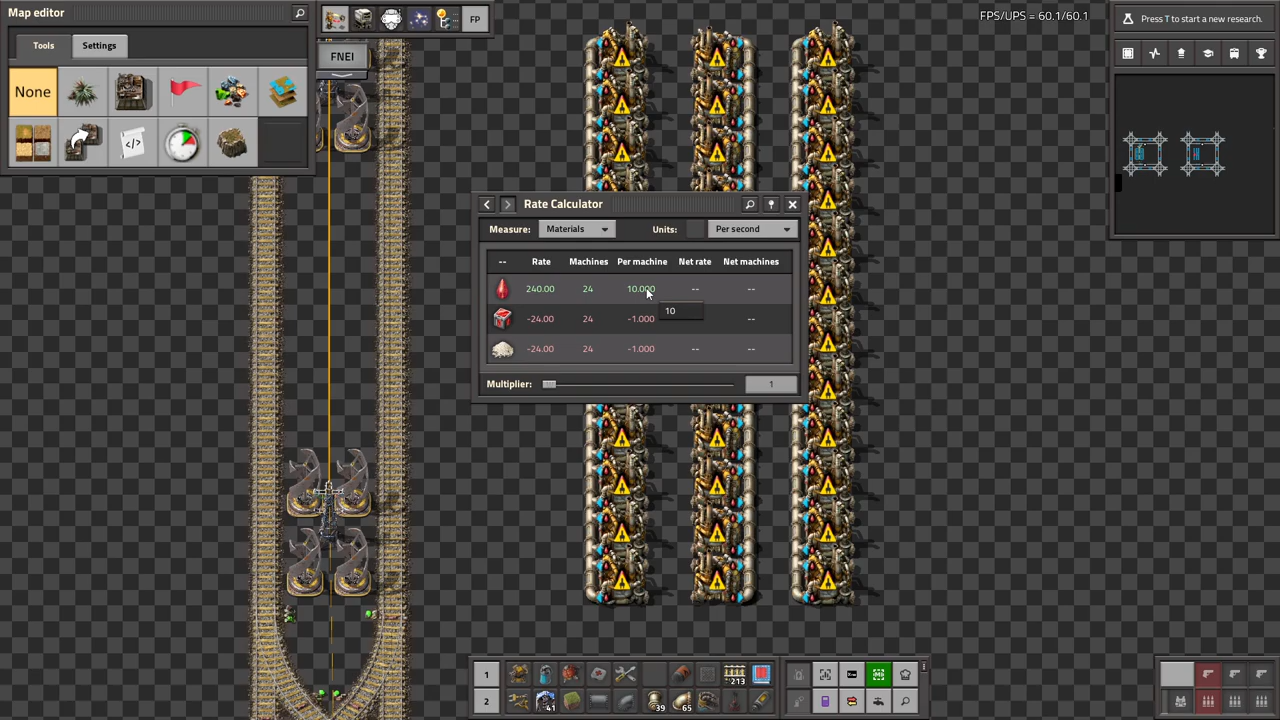 Map editor
FP
FPS/UPS = 60.1/60.1
Press T to start a new research.
Tools
Settings
FNEI
None
</>
Rate Calculator
Measure:
Materials
Units:
Per second
--
Rate
Machines
Per machine
Net rate
Net machines
240.00
24
10.000
--
--
10
-24.00
24
-1.000
--
-24.00
24
-1.000
--
--
Multiplier:
1
1
213
2
41
39
65